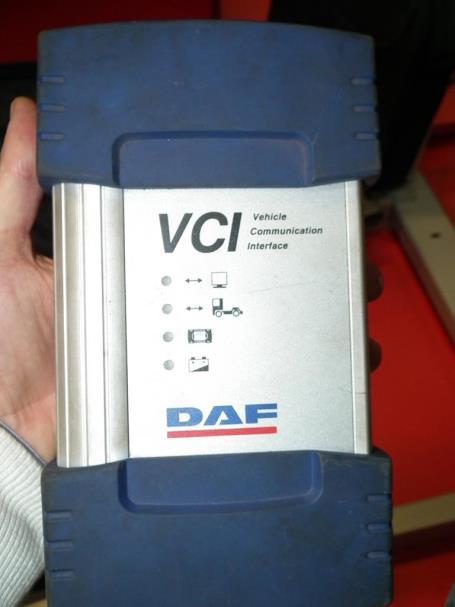 VCI
Vehicle
Communication
Interface
DAF